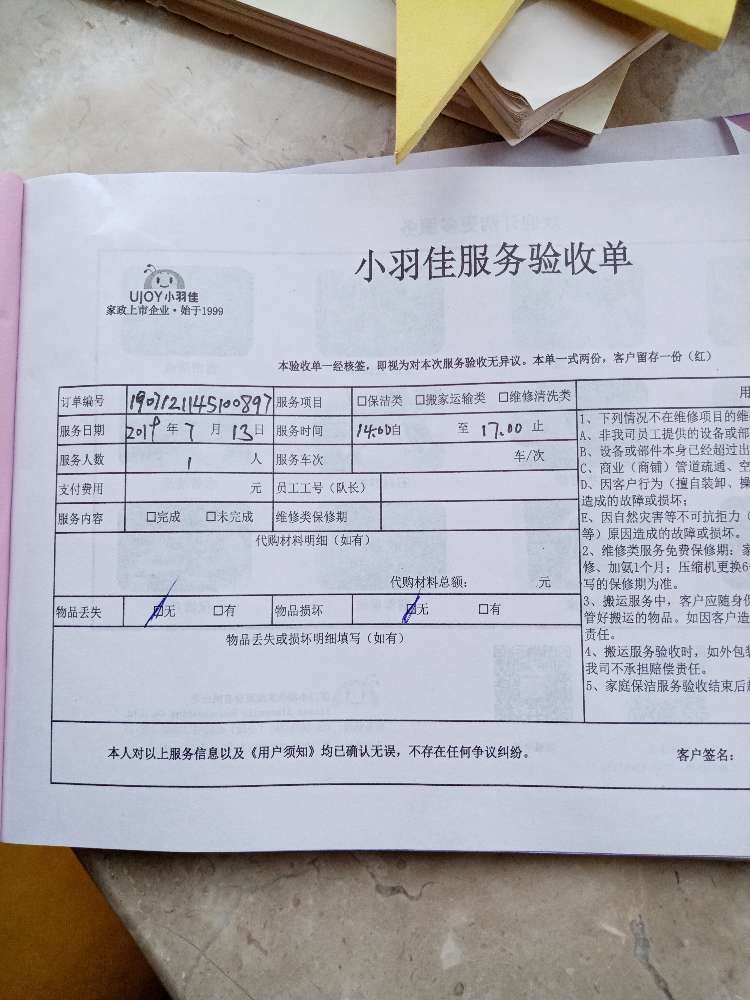 小羽佳服务验收单
UJOY小羽佳
家政上市企业·始于1999
本验收单一经核签，即视为对本次服务验收无异议。本单一式两份，客户留存一份（红）
订单编号 1907121145100897 服务项目 □保洁类 □搬家运输类 □维修清洗类 用
服务日期 2019年7月13日 服务时间 14.00自 至 17.00止
服务人数 1 人 服务车次 车/次
支付费用 元 员工工号（队长）
服务内容 □完成 □未完成 维修类保修期
代购材料明细（如有）
代购材料总额： 元
物品丢失 ☑无 □有 物品损坏 ☑无 □有
物品丢失或损坏明细填写（如有）
本人对以上服务信息以及《用户须知》均已确认无误，不存在任何争议纠纷。 客户签名：
1、下列情况不在维修项目的维
A、非我司员工提供的设备或部
B、设备或部件本身已经超过出
C、商业（商铺）管道疏通、空
D、因客户行为（擅自装卸、操
造成的故障或损坏；
E、因自然灾害等不可抗拒力（
等）原因造成的故障或损坏。
2、维修类服务免费保修期：家
修、加氨1个月；压缩机更换6
写的保修期为准。
3、搬运服务中，客户应随身保
管好搬运的物品。如因客户造
责任。
4、搬运服务验收时，如外包装
我司不承担赔偿责任。
5、家庭保洁服务验收结束后起